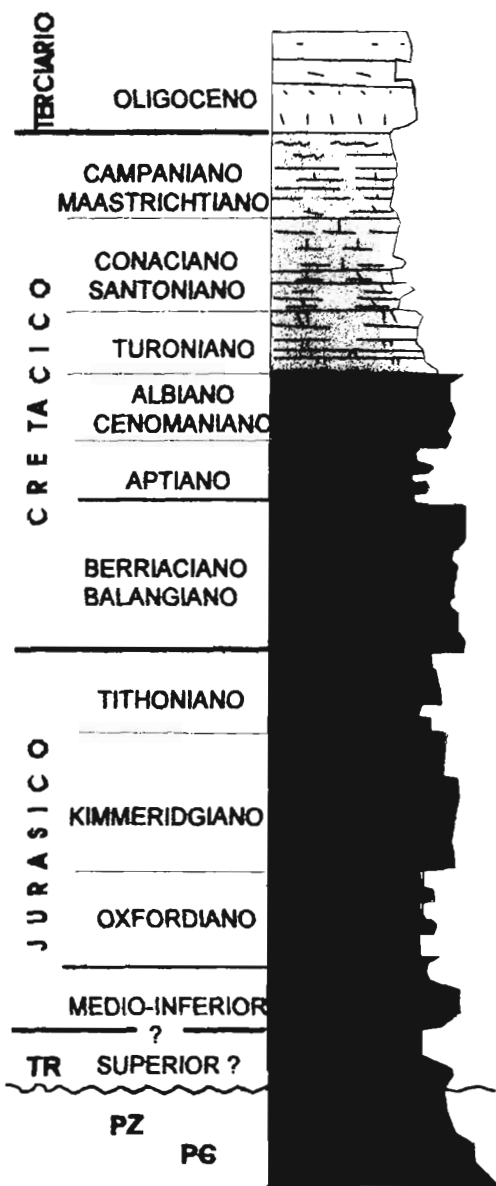 TERCIARIO
OLIGOCENO
CRETACICO
CAMPANIANO
MAASTRICHTIANO
CONACIANO
SANTONIANO
TURONIANO
ALBIANO
CENOMANIANO
APTIANO
BERRIACIANO
BALANGIANO
JURASICO
TITHONIANO
KIMMERIDGIANO
OXFORDIANO
MEDIO-INFERIOR
?
TR SUPERIOR ?
PZ
PЄ